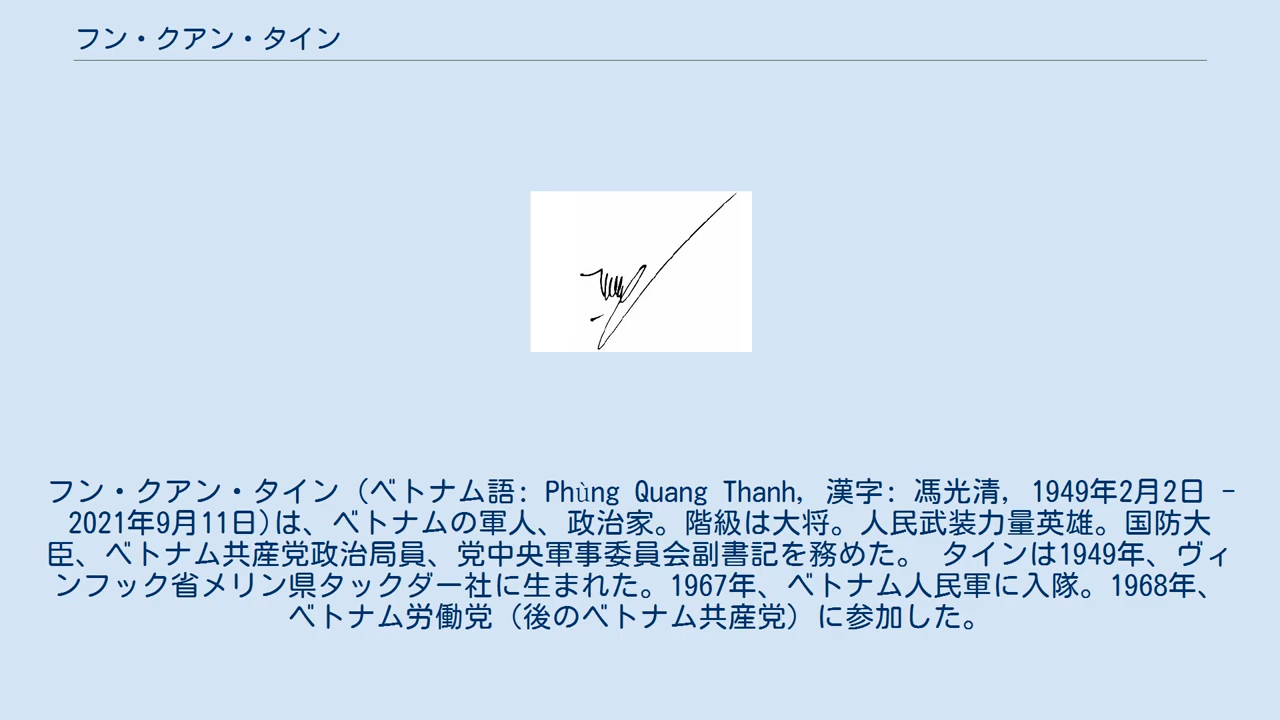 フン・クアン・タイン
フン・クアン・タイン（ベトナム語: Phùng Quang Thanh, 漢字: 馮光清, 1949年2月2日 -
2021年9月11日)は、ベトナムの軍人、政治家。階級は大将。人民武装力量英雄。国防大
臣、ベトナム共産党政治局員、党中央軍事委員会副書記を務めた。 タインは1949年、ヴィ
ンフック省メリン県タックダー社に生まれた。1967年、ベトナム人民軍に入隊。1968年、
ベトナム労働党（後のベトナム共産党）に参加した。